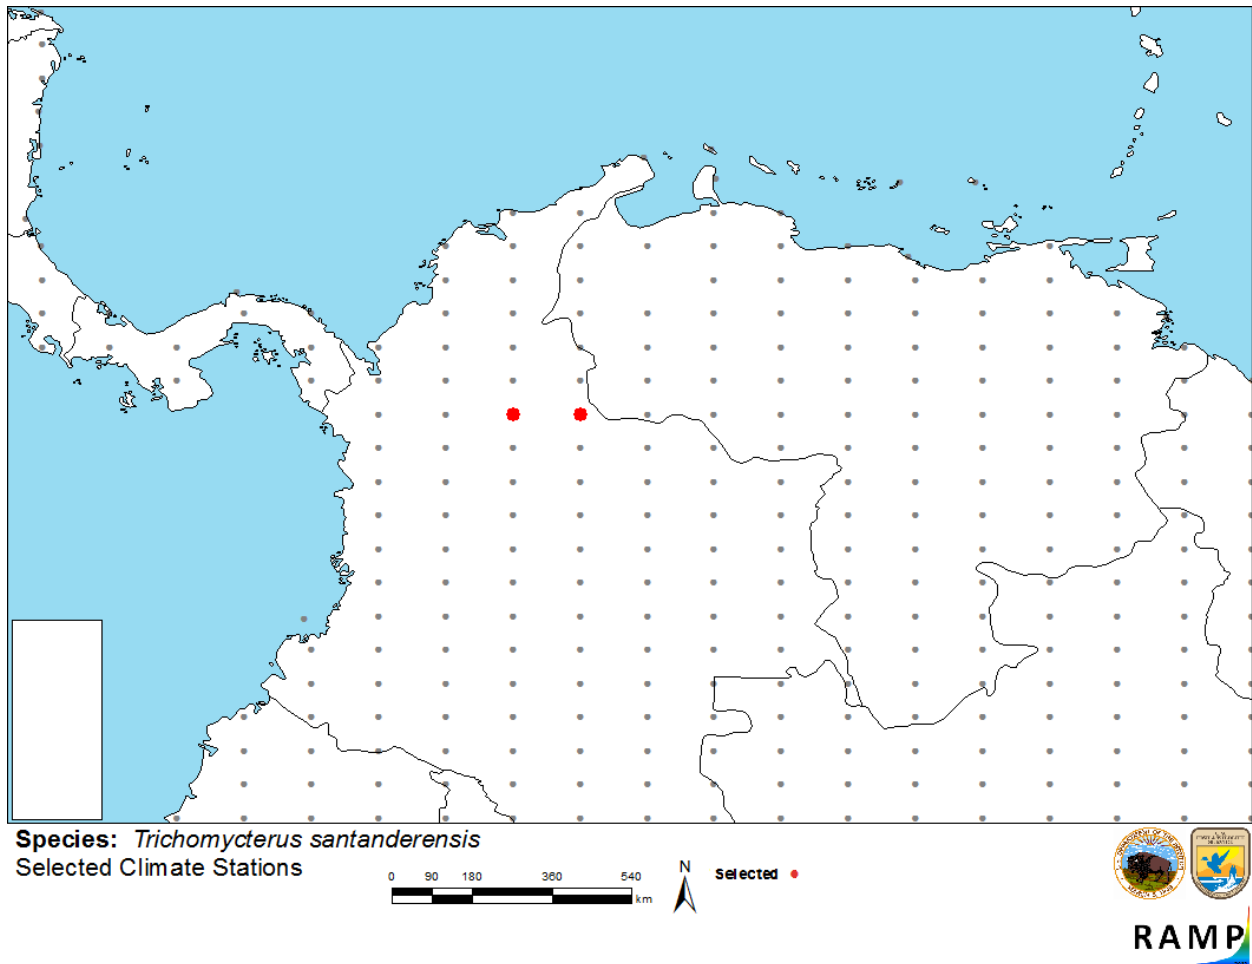 Species: Trichomycterus santanderensis
Selected Climate Stations
0 90 180 360 540
km
N
Selected
RAMP